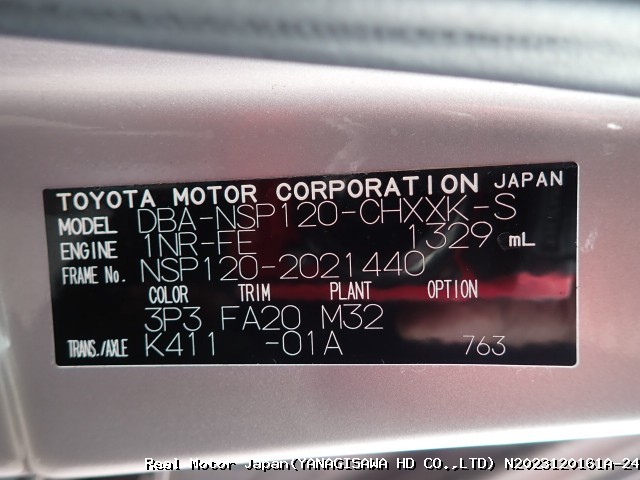 TOYOTA MOTOR CORPORATION JAPAN
MODEL DBA-NSP120-CHXXK-S
ENGINE 1NR-FE 1329 mL
FRAME No. NSP120-2021440
COLOR TRIM PLANT OPTION
3P3 FA20 M32
TRANS./AXLE K411 -01A 763
Real Motor Japan(YANAGISAWA HD CO.,LTD) N2023120161A-24